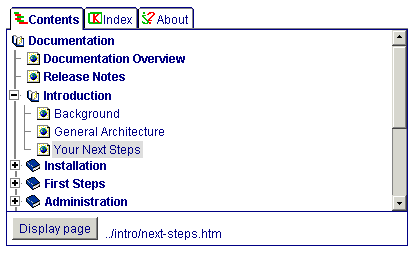 Contents Index About
Documentation
Documentation Overview
Release Notes
Introduction
Background
General Architecture
Your Next Steps
Installation
First Steps
Administration
Display page ../intro/next-steps.htm